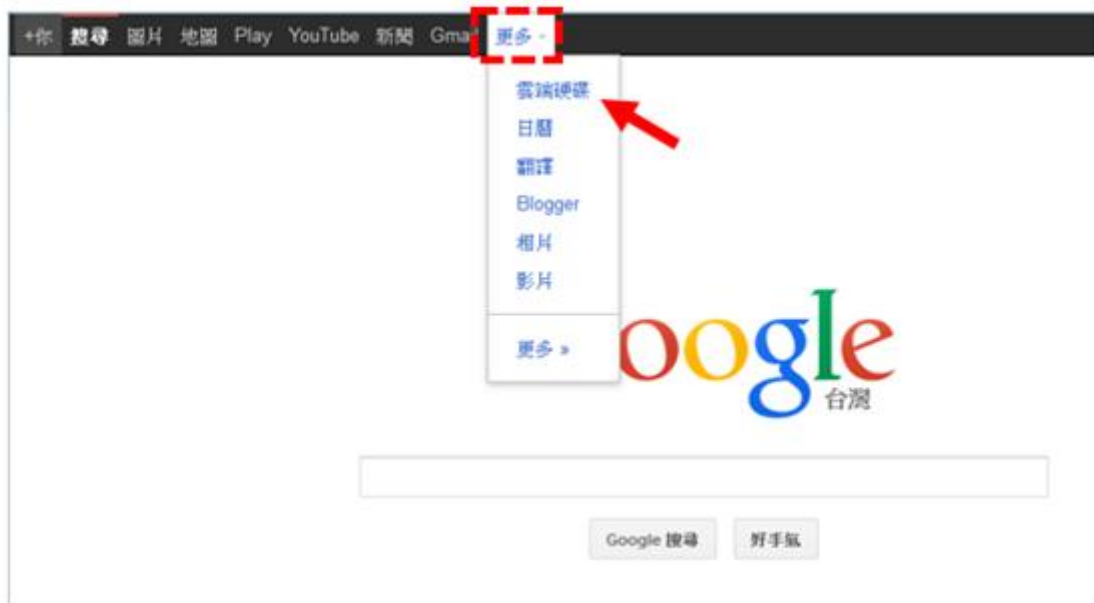 +你 搜尋 圖片 地圖 Play YouTube 新聞 Gmail 更多
雲端硬碟
日曆
翻譯
Blogger
相片
影片
更多 »
oogle
台灣
Google 搜尋 好手氣